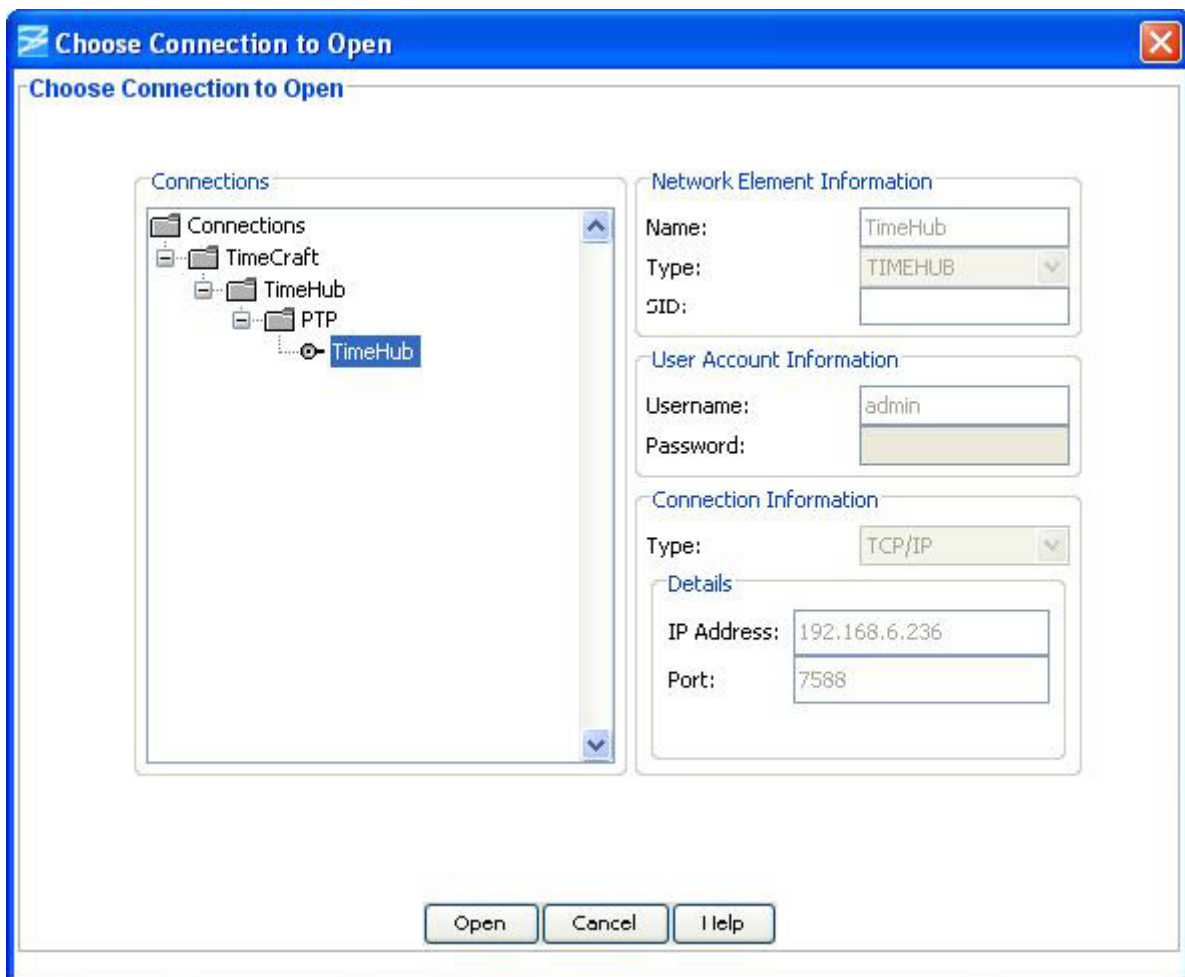 Choose Connection to Open
Choose Connection to Open
Connections
Connections
TimeCraft
TimeHub
PTP
TimeHub
Network Element Information
Name: TimeHub
Type: TIMEHUB
SID:
User Account Information
Username: admin
Password:
Connection Information
Type: TCP/IP
Details
IP Address: 192.168.6.236
Port: 7588
Open Cancel Help